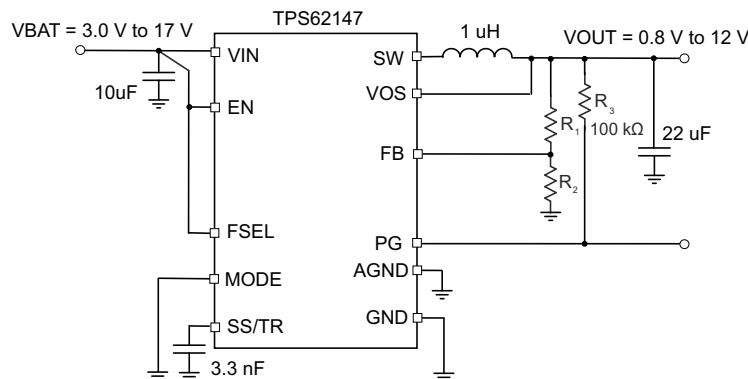 TPS62147
VBAT = 3.0 V to 17 V
VIN
SW
1 uH
VOUT = 0.8 V to 12 V
10uF
EN
VOS
R₁
R₃
100 kΩ
FB
22 uF
R₂
FSEL
PG
MODE
AGND
SS/TR
GND
3.3 nF